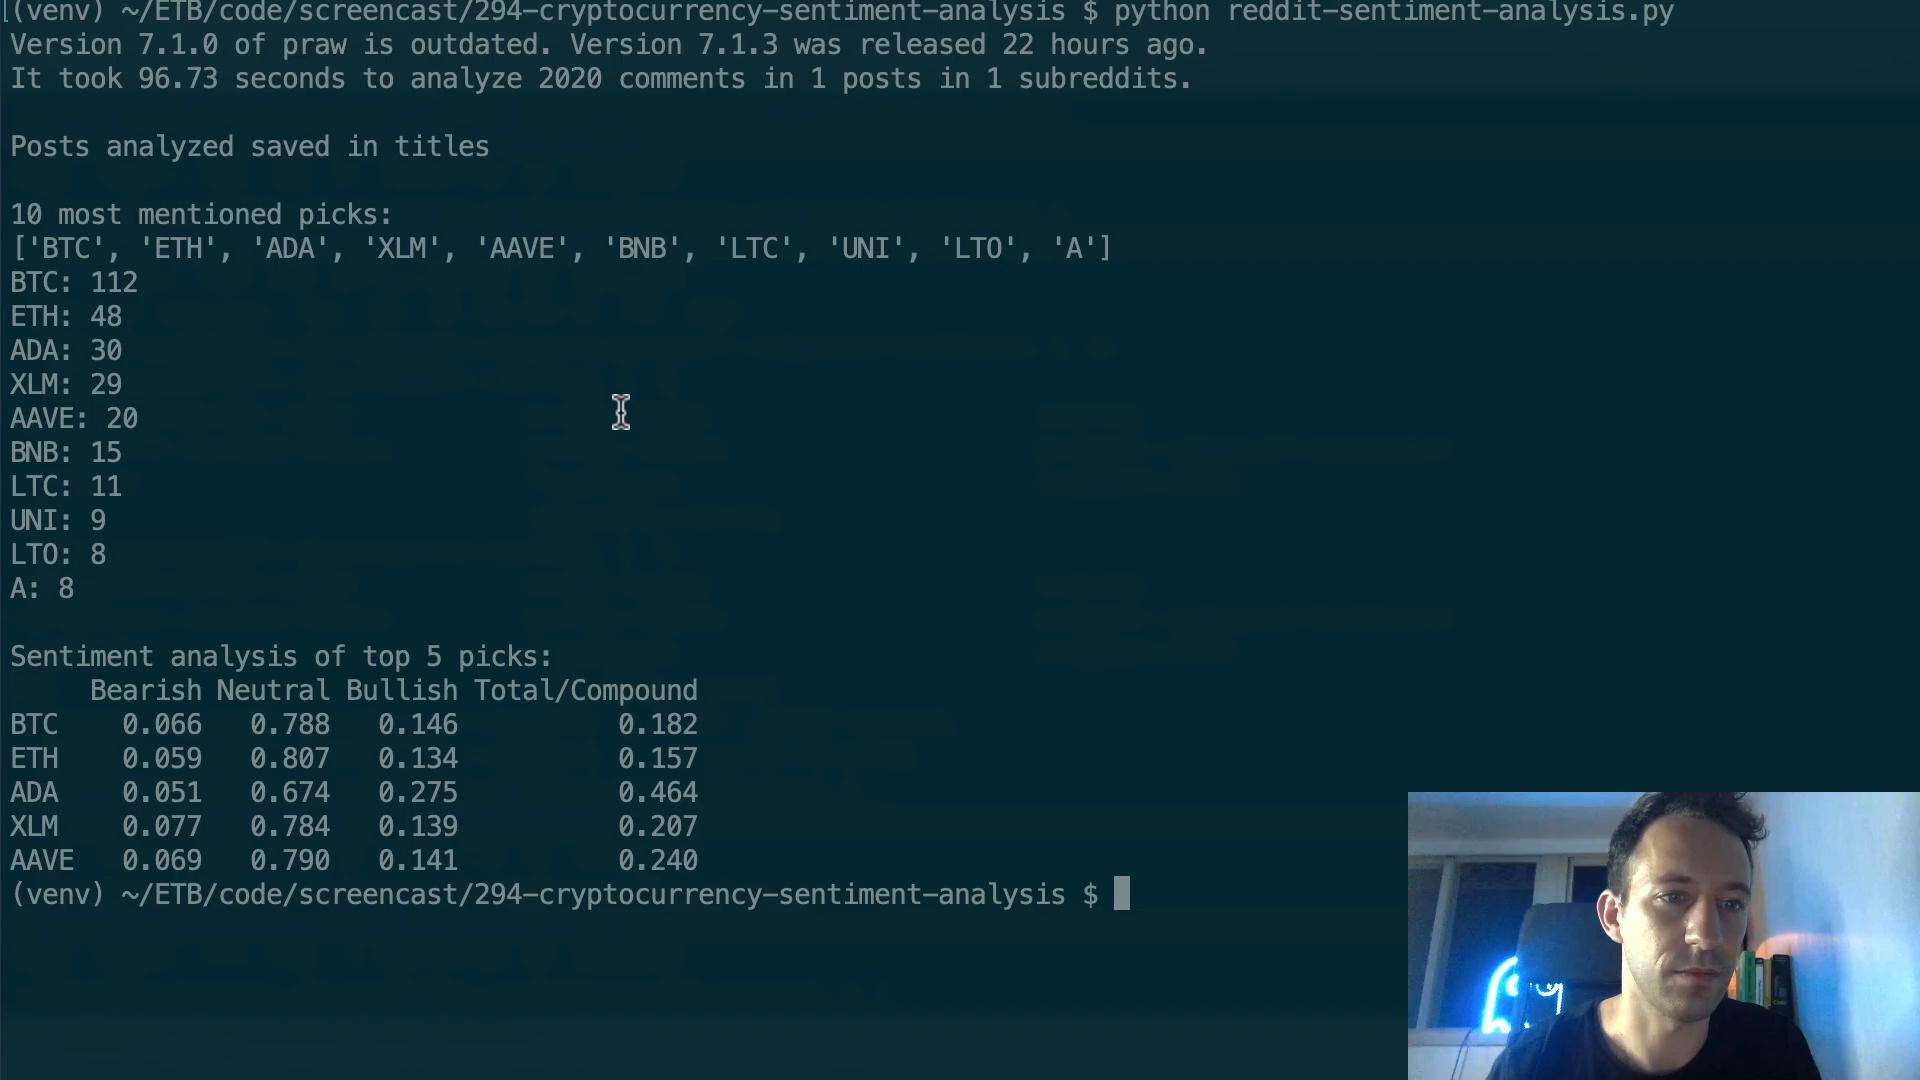 (venv) ~/ETB/code/screencast/294-cryptocurrency-sentiment-analysis $ python reddit-sentiment-analysis.py
Version 7.1.0 of praw is outdated. Version 7.1.3 was released 22 hours ago.
It took 96.73 seconds to analyze 2020 comments in 1 posts in 1 subreddits.
Posts analyzed saved in titles
10 most mentioned picks:
['BTC', 'ETH', 'ADA', 'XLM', 'AAVE', 'BNB', 'LTC', 'UNI', 'LTO', 'A']
BTC: 112
ETH: 48
ADA: 30
XLM: 29
AAVE: 20
BNB: 15
LTC: 11
UNI: 9
LTO: 8
A: 8
Sentiment analysis of top 5 picks:
Bearish Neutral Bullish Total/Compound
BTC 0.066 0.788 0.146 0.182
ETH 0.059 0.807 0.134 0.157
ADA 0.051 0.674 0.275 0.464
XLM 0.077 0.784 0.139 0.207
AAVE 0.069 0.790 0.141 0.240
(venv) ~/ETB/code/screencast/294-cryptocurrency-sentiment-analysis $